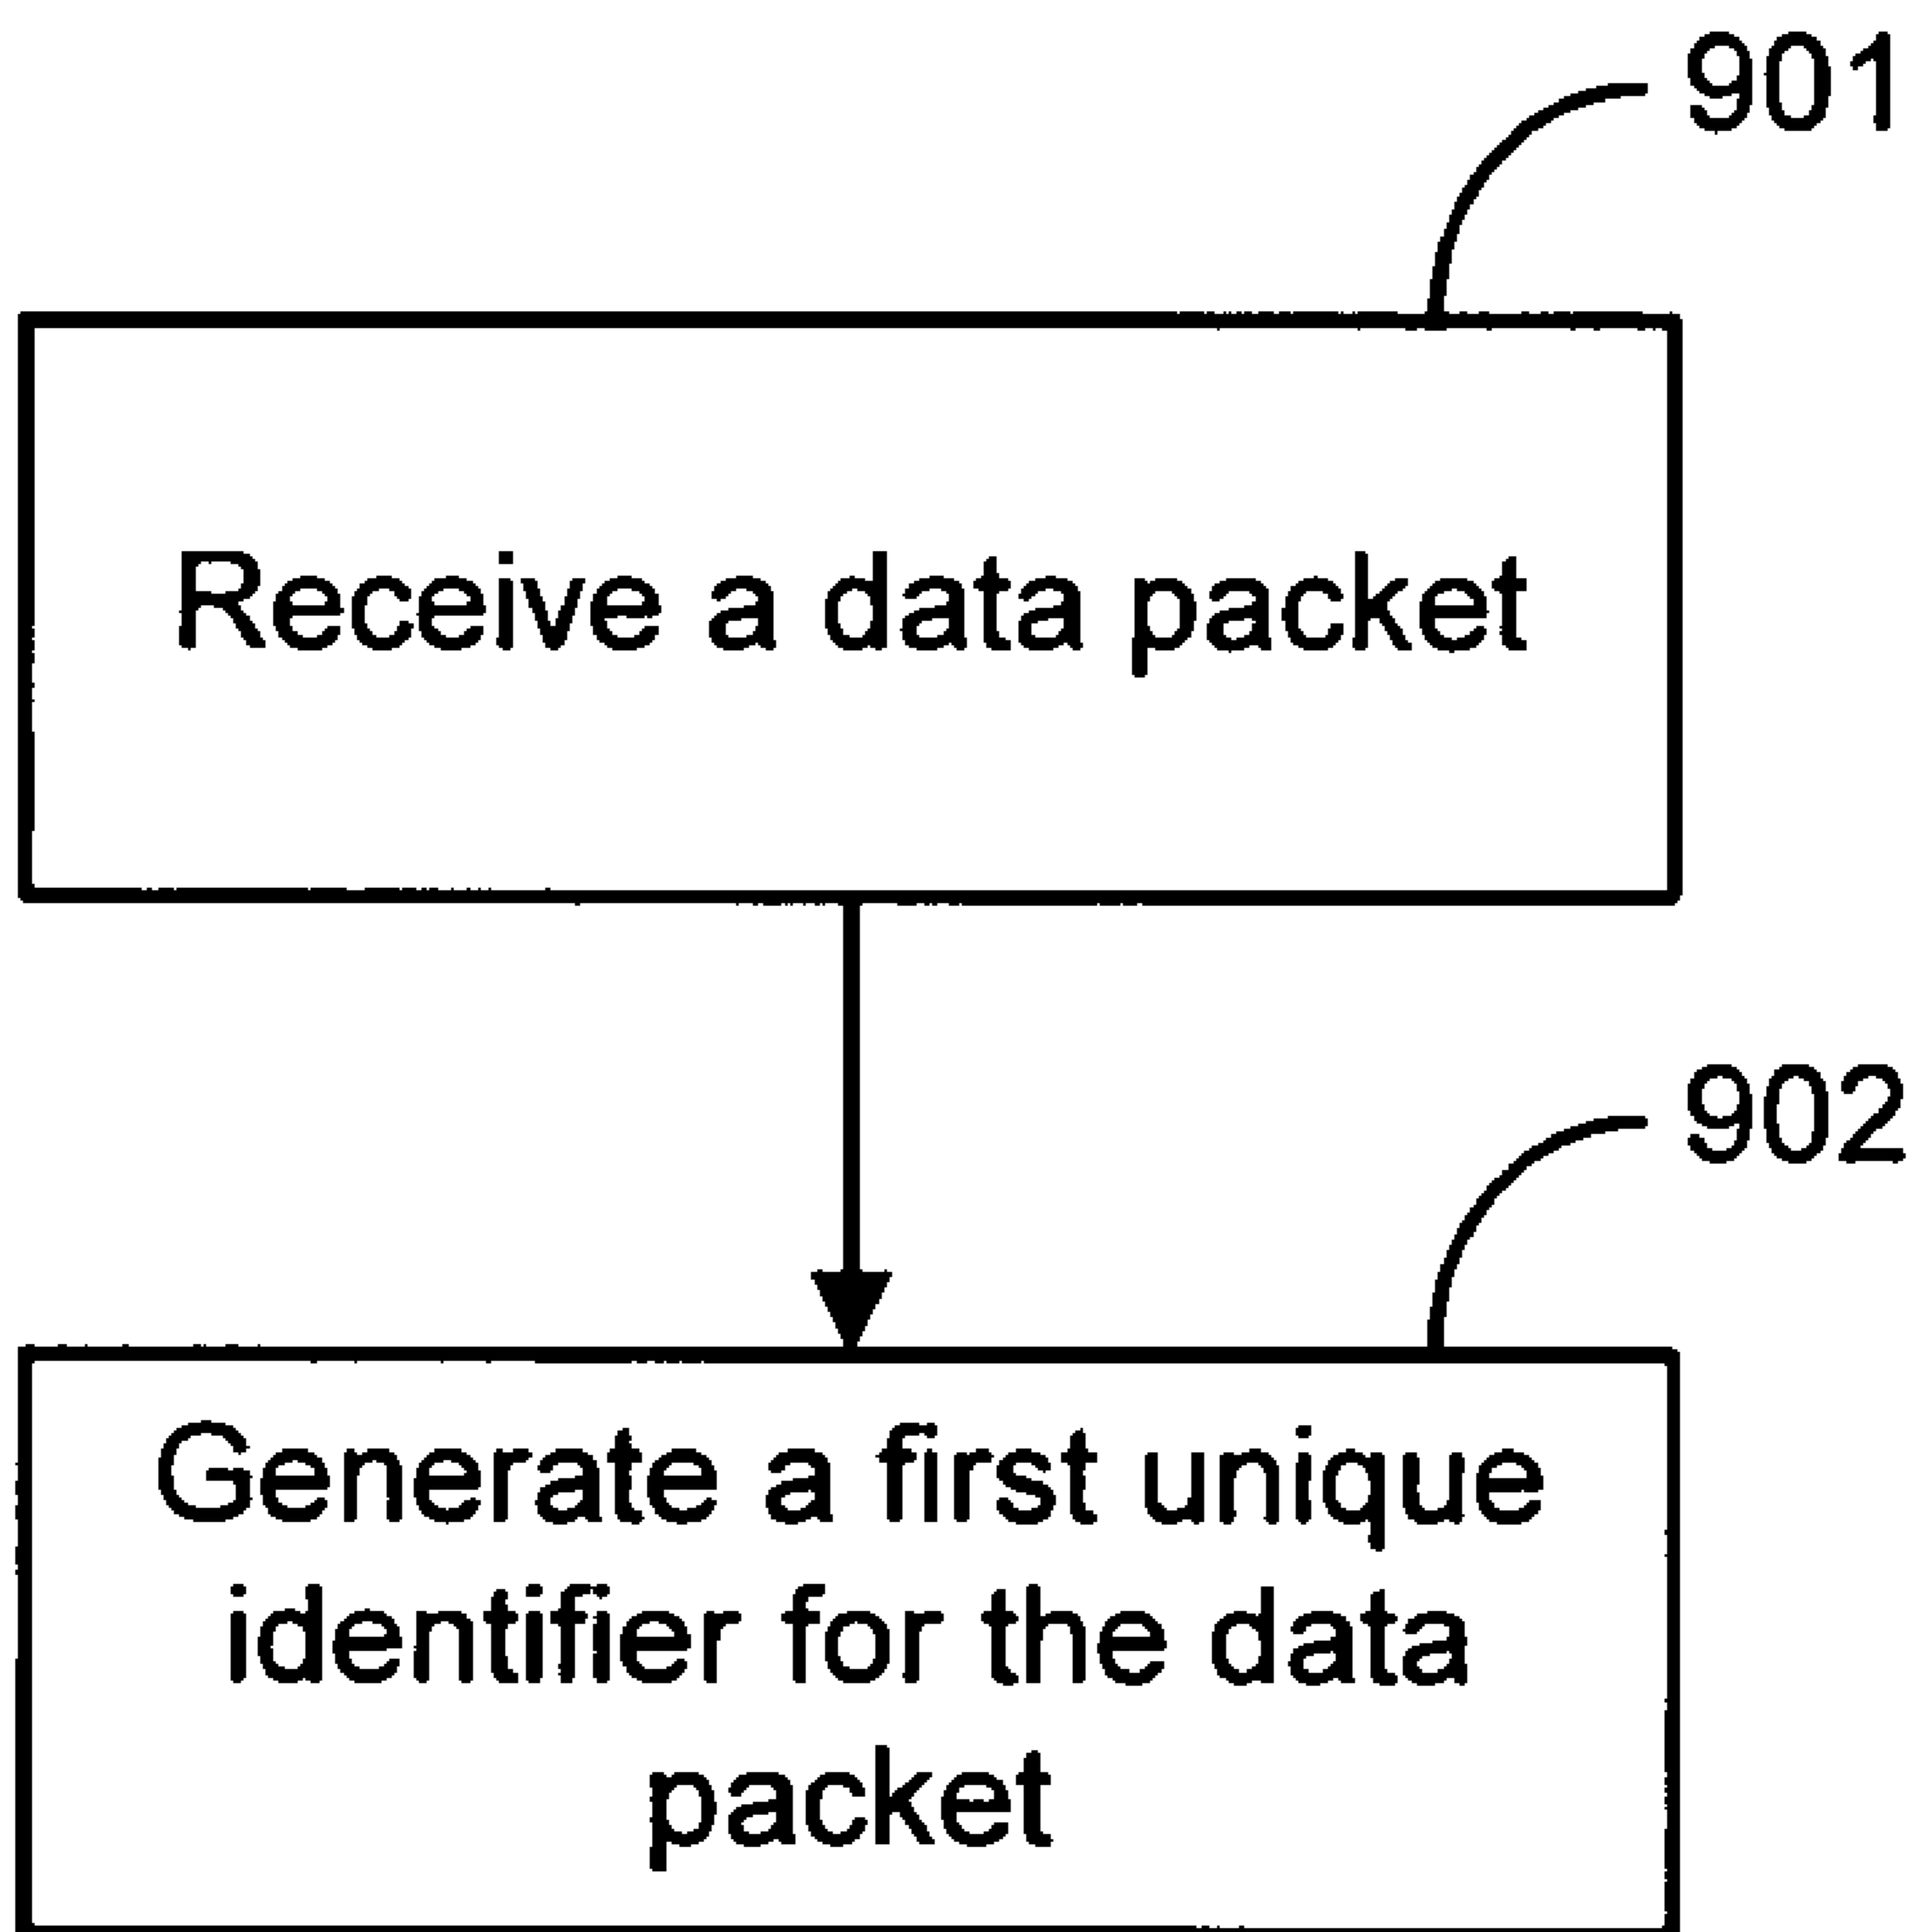 901
Receive a data packet
902
Generate a first unique
identifier for the data
packet